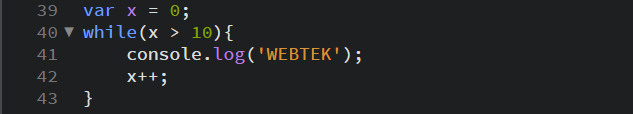 39 var x = 0;
40 while(x > 10){
41 console.log('WEBTEK');
42 x++;
43 }